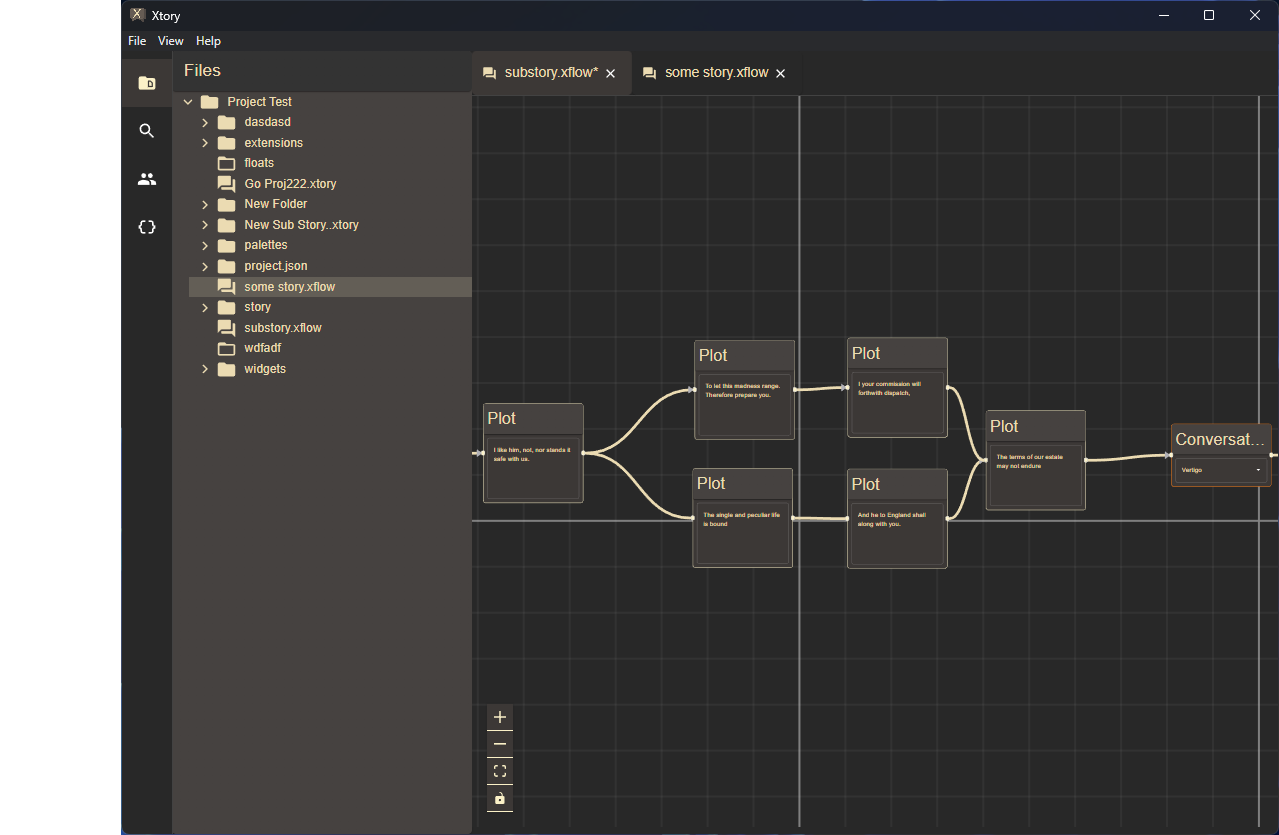 Xtory
File View Help
Files
substory.xflow*
some story.xflow
Project Test
dasdasd
extensions
floats
Go Proj222.xtory
New Folder
New Sub Story..xtory
palettes
project.json
some story.xflow
story
substory.xflow
wdfadf
widgets
Plot
I like him, not, nor stands it
safe with us.
Plot
To let this madness range.
Therefore prepare you.
Plot
The single and peculiar life
is bound
Plot
I your commission will
forthwith dispatch,
Plot
And he to England shall
along with you.
Plot
The terms of our estate
may not endure
Conversat...
Vertigo